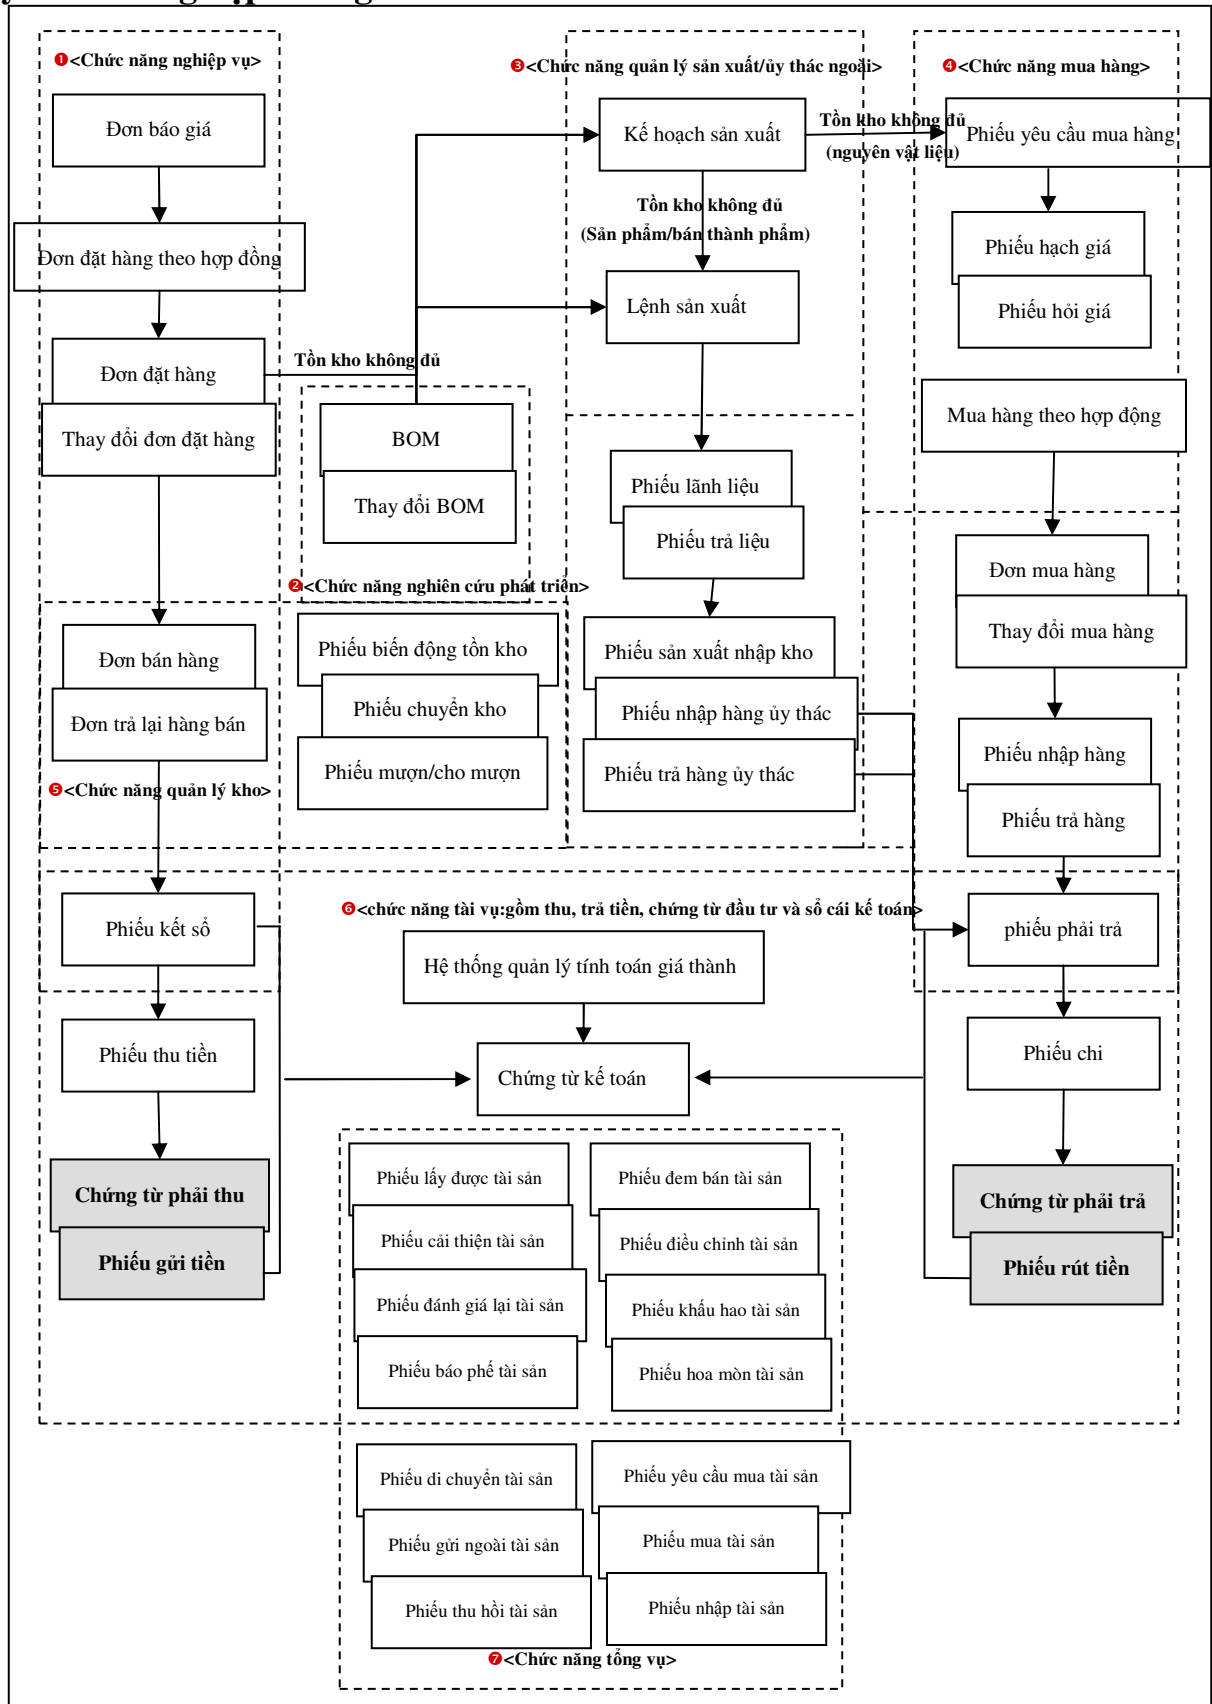 ❶<Chức năng nghiệp vụ>
Đơn báo giá
Đơn đặt hàng theo hợp đồng
Đơn đặt hàng
Thay đổi đơn đặt hàng
Tồn kho không đủ
BOM
Thay đổi BOM
❷<Chức năng nghiên cứu phát triển>
❸<Chức năng quản lý sản xuất/ủy thác ngoài>
Kế hoạch sản xuất
Tồn kho không đủ
(nguyên vật liệu)
Tồn kho không đủ
(Sản phẩm/bán thành phẩm)
Lệnh sản xuất
Phiếu lãnh liệu
Phiếu trả liệu
Phiếu sản xuất nhập kho
Phiếu nhập hàng ủy thác
Phiếu trả hàng ủy thác
❹<Chức năng mua hàng>
Phiếu yêu cầu mua hàng
Phiếu hạch giá
Phiếu hỏi giá
Mua hàng theo hợp động
Đơn mua hàng
Thay đổi mua hàng
Phiếu nhập hàng
Phiếu trả hàng
Đơn bán hàng
Đơn trả lại hàng bán
❺<Chức năng quản lý kho>
Phiếu biến động tồn kho
Phiếu chuyển kho
Phiếu mượn/cho mượn
❻<chức năng tài vụ:gồm thu, trả tiền, chứng từ đầu tư và sổ cái kế toán>
Phiếu kết sổ
Phiếu thu tiền
Chứng từ phải thu
Phiếu gửi tiền
Hệ thống quản lý tính toán giá thành
Chứng từ kế toán
phiếu phải trả
Phiếu chi
Chứng từ phải trả
Phiếu rút tiền
Phiếu lấy được tài sản
Phiếu cải thiện tài sản
Phiếu đánh giá lại tài sản
Phiếu báo phế tài sản
Phiếu đem bán tài sản
Phiếu điều chỉnh tài sản
Phiếu khấu hao tài sản
Phiếu hoa mòn tài sản
Phiếu di chuyển tài sản
Phiếu gửi ngoài tài sản
Phiếu thu hồi tài sản
Phiếu yêu cầu mua tài sản
Phiếu mua tài sản
Phiếu nhập tài sản
❼<Chức năng tổng vụ>